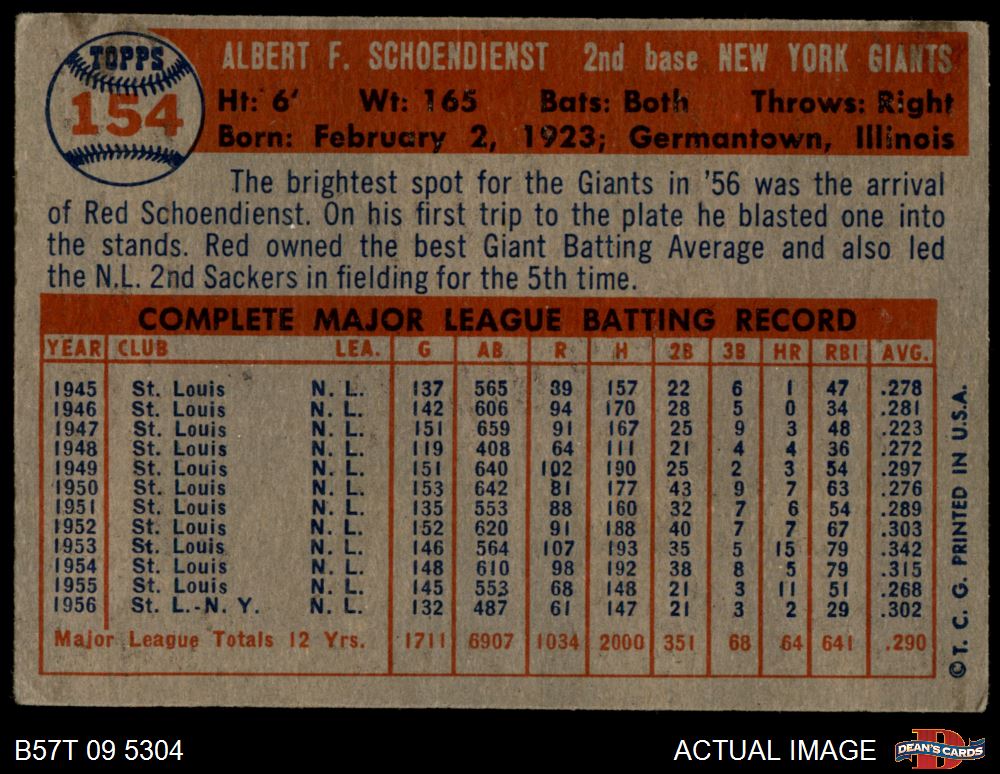 TOPPS
154
ALBERT F. SCHOENDIENST 2nd base NEW YORK GIANTS
Ht: 6' Wt: 165 Bats: Both Throws: Right
Born: February 2, 1923; Germantown, Illinois
The brightest spot for the Giants in '56 was the arrival
of Red Schoendienst. On his first trip to the plate he blasted one into
the stands. Red owned the best Giant Batting Average and also led
the N.L. 2nd Sackers in fielding for the 5th time.
COMPLETE MAJOR LEAGUE BATTING RECORD
YEAR CLUB LEA. G AB R H 2B 3B HR RBI AVG.
1945 St. Louis N. L. 137 565 89 157 22 6 1 47 .278
1946 St. Louis N. L. 142 606 94 170 28 5 0 34 .281
1947 St. Louis N. L. 151 659 91 167 25 9 3 48 .223
1948 St. Louis N. L. 119 408 64 111 21 4 4 36 .272
1949 St. Louis N. L. 151 640 102 190 25 2 3 54 .297
1950 St. Louis N. L. 153 642 81 177 43 9 7 63 .276
1951 St. Louis N. L. 135 553 88 160 32 7 6 54 .289
1952 St. Louis N. L. 152 620 91 188 40 7 7 67 .303
1953 St. Louis N. L. 146 564 107 193 35 5 15 79 .342
1954 St. Louis N. L. 148 610 98 192 38 8 5 79 .315
1955 St. Louis N. L. 145 553 68 148 21 3 11 51 .268
1956 St. L.-N. Y. N. L. 132 487 61 147 21 3 2 29 .302
Major League Totals 12 Yrs. 1711 6907 1034 2000 351 68 64 641 .290
© T. C. G. PRINTED IN U.S.A.
B57T 09 5304
ACTUAL IMAGE
DEAN'S CARDS